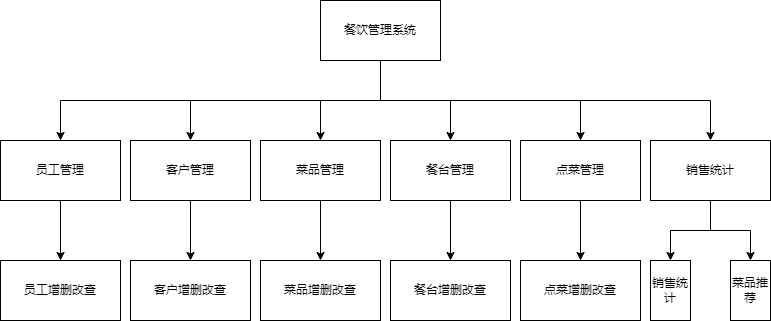 餐饮管理系统
员工管理
客户管理
菜品管理
餐台管理
点菜管理
销售统计
员工增删改查
客户增删改查
菜品增删改查
餐台增删改查
点菜增删改查
销售统
计
菜品推
荐